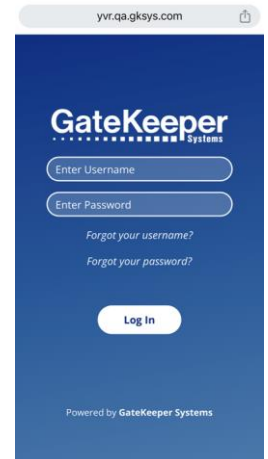 yvr.qa.gksys.com
GateKeeper
Systems
Enter Username
Enter Password
Forgot your username?
Forgot your password?
Log In
Powered by GateKeeper Systems